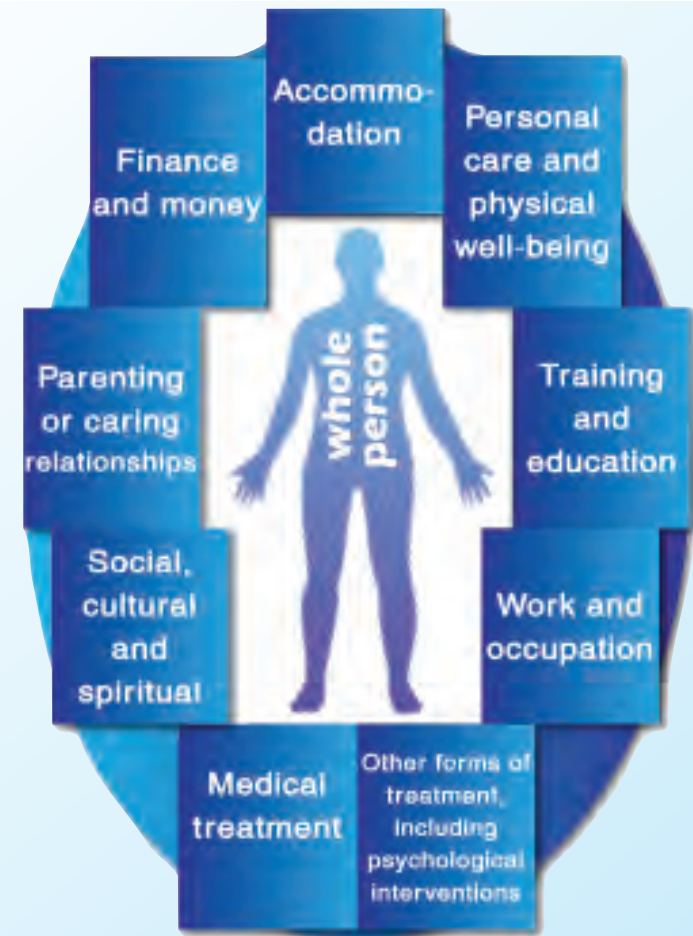 Accommo-
dation
Personal
care and
physical
well-being
Training
and
education
Work and
occupation
Other forms of
treatment,
including
psychological
interventions
Medical
treatment
Social,
cultural
and
spiritual
Parenting
or caring
relationships
Finance
and money
whole
person